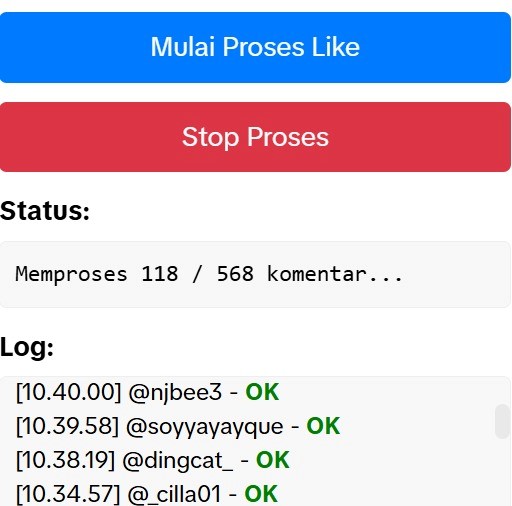 Mulai Proses Like
Stop Proses
Status:
Memproses 118 / 568 komentar...
Log:
[10.40.00] @njbee3 - OK
[10.39.58] @soyyayayque - OK
[10.38.19] @dingcat_ - OK
[10.34.57] @_cilla01 - OK